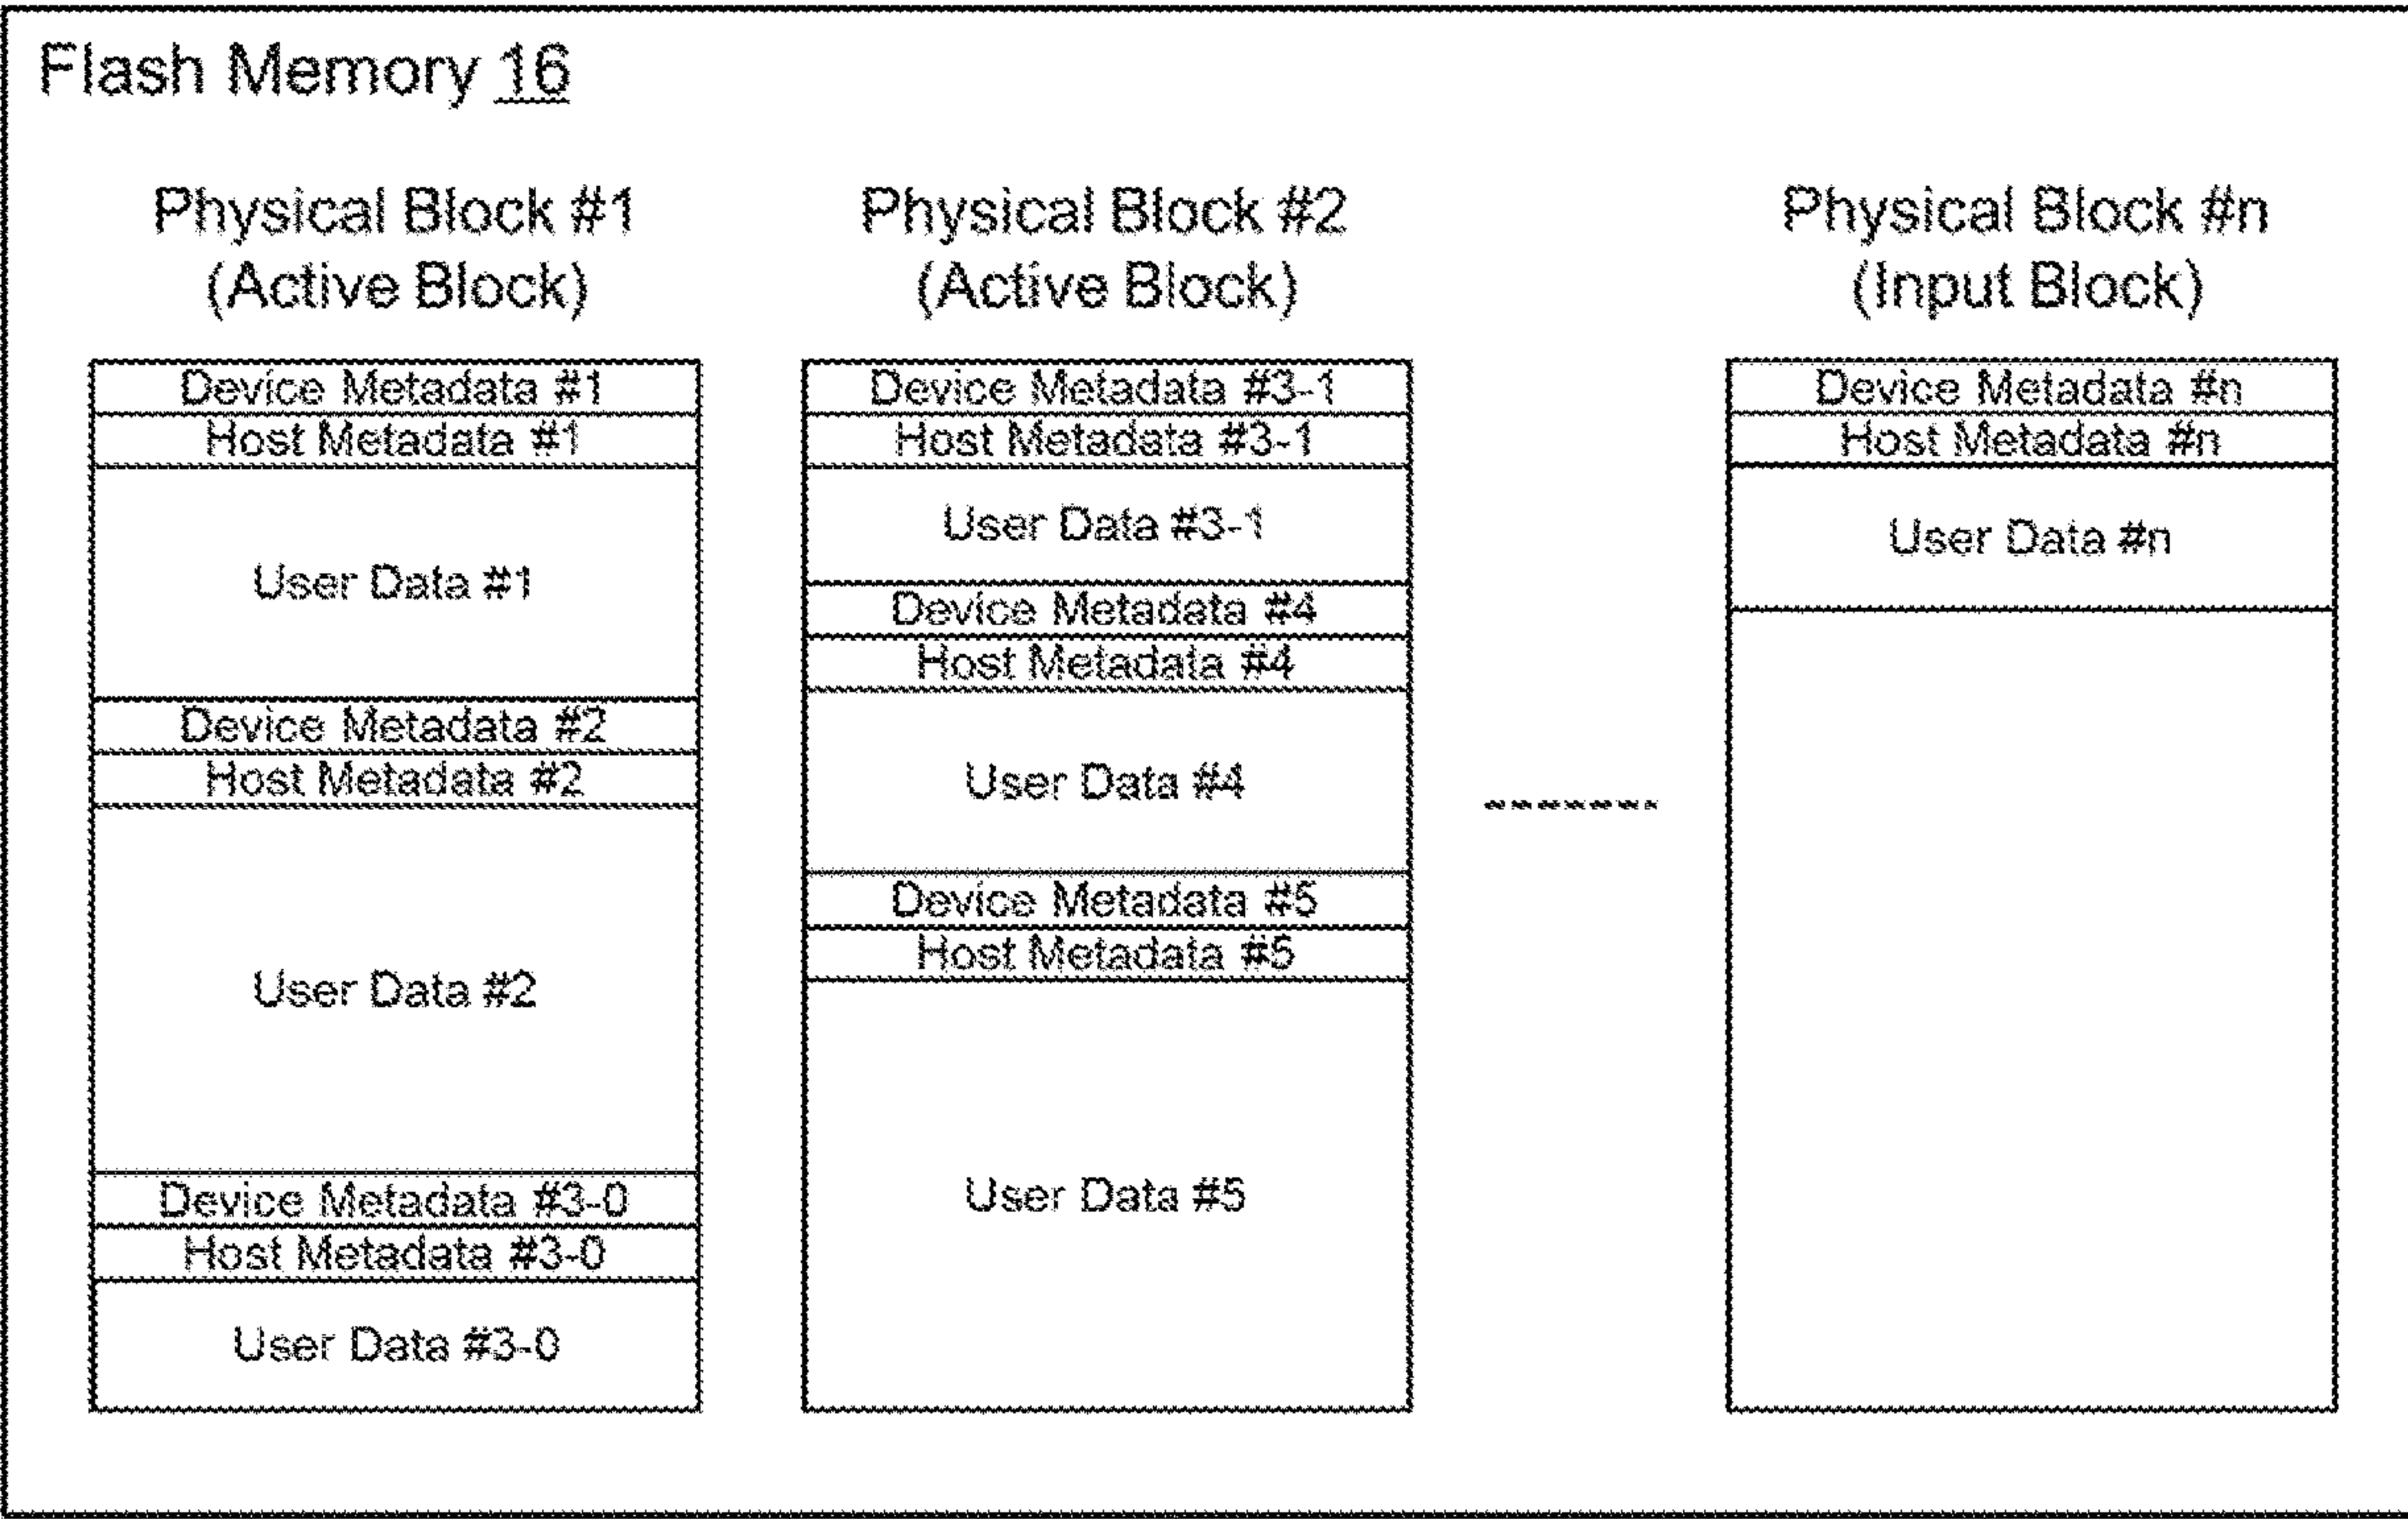 Flash Memory 16
Physical Block #1
(Active Block)
Device Metadata #1
Host Metadata #1
User Data #1
Device Metadata #2
Host Metadata #2
User Data #2
Device Metadata #3-0
Host Metadata #3-0
User Data #3-0
Physical Block #2
(Active Block)
Device Metadata #3-1
Host Metadata #3-1
User Data #3-1
Device Metadata #4
Host Metadata #4
User Data #4
Device Metadata #5
Host Metadata #5
User Data #5
Physical Block #n
(Input Block)
Device Metadata #n
Host Metadata #n
User Data #n